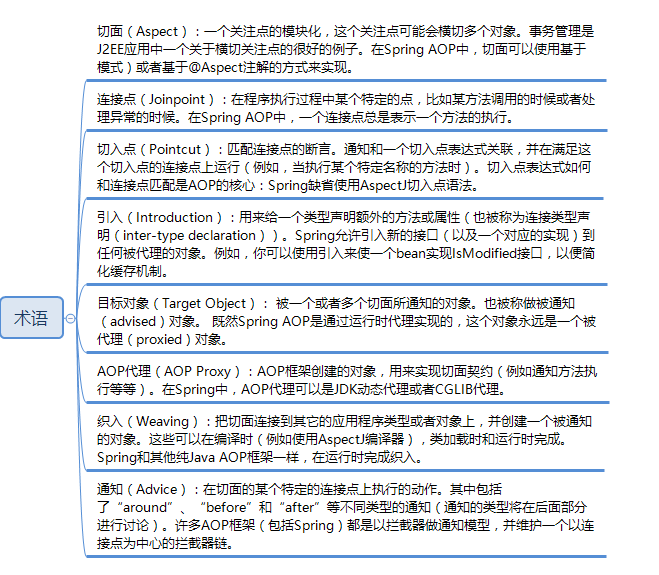 切面（Aspect）：一个关注点的模块化，这个关注点可能会横切多个对象。事务管理是
J2EE应用中一个关于横切关注点的很好的例子。在Spring AOP中，切面可以使用基于
模式）或者基于@Aspect注解的方式来实现。
连接点（Joinpoint）：在程序执行过程中某个特定的点，比如某方法调用的时候或者处
理异常的时候。在Spring AOP中，一个连接点总是表示一个方法的执行。
切入点（Pointcut）：匹配连接点的断言。通知和一个切入点表达式关联，并在满足这
个切入点的连接点上运行（例如，当执行某个特定名称的方法时）。切入点表达式如何
和连接点匹配是AOP的核心：Spring缺省使用AspectJ切入点语法。
引入（Introduction）：用来给一个类型声明额外的方法或属性（也被称为连接类型声
明（inter-type declaration））。Spring允许引入新的接口（以及一个对应的实现）到
任何被代理的对象。例如，你可以使用引入来使一个bean实现IsModified接口，以便简
化缓存机制。
术语
目标对象（Target Object）： 被一个或者多个切面所通知的对象。也被称做被通知
（advised）对象。 既然Spring AOP是通过运行时代理实现的，这个对象永远是一个被
代理（proxied）对象。
AOP代理（AOP Proxy）：AOP框架创建的对象，用来实现切面契约（例如通知方法执
行等等）。在Spring中，AOP代理可以是JDK动态代理或者CGLIB代理。
织入（Weaving）：把切面连接到其它的应用程序类型或者对象上，并创建一个被通知
的对象。这些可以在编译时（例如使用AspectJ编译器），类加载时和运行时完成。
Spring和其他纯Java AOP框架一样，在运行时完成织入。
通知（Advice）：在切面的某个特定的连接点上执行的动作。其中包括
了“around”、“before”和“after”等不同类型的通知（通知的类型将在后面部分
进行讨论）。许多AOP框架（包括Spring）都是以拦截器做通知模型，并维护一个以连
接点为中心的拦截器链。